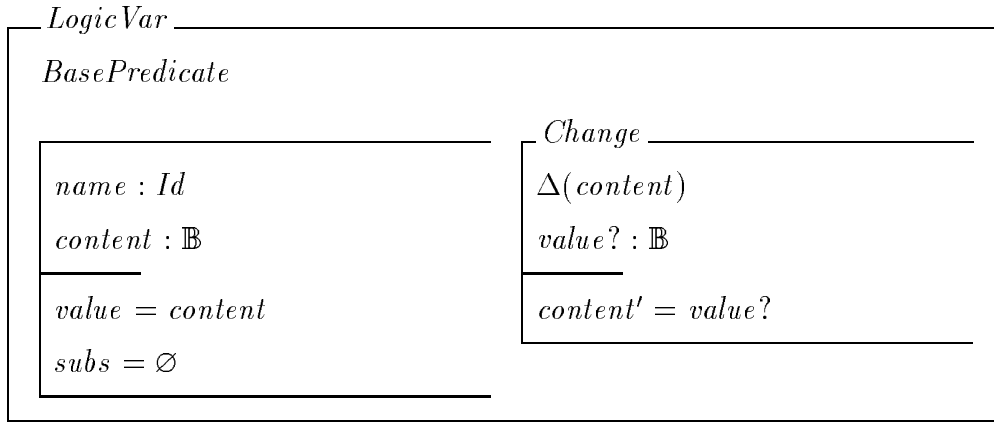 LogicVar
BasePredicate
name : Id
content : 𝔹
value = content
subs = ∅
Change
Δ(content)
value? : 𝔹
content′ = value?